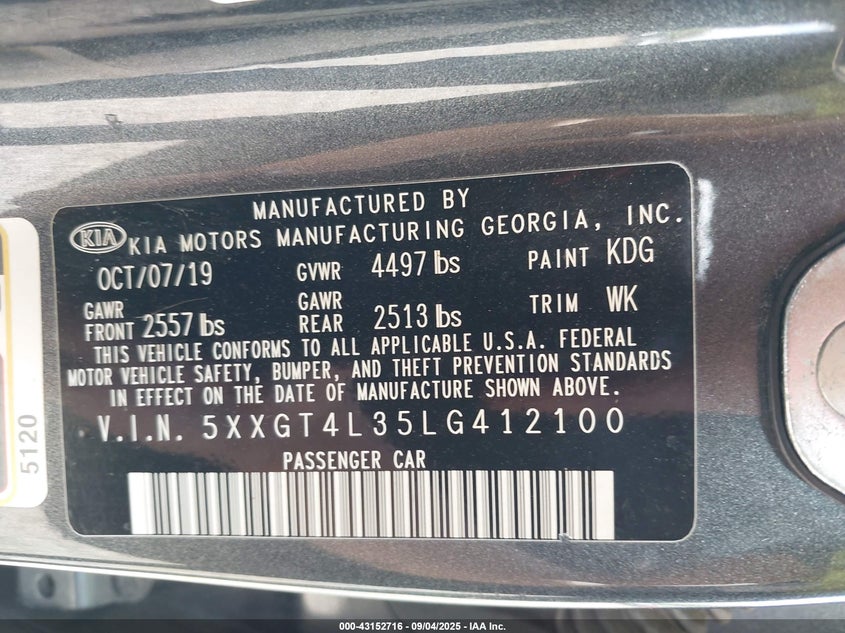 MANUFACTURED BY
KIA KIA MOTORS MANUFACTURING GEORGIA, INC.
OCT/07/19 GVWR 4497 lbs PAINT KDG
GAWR FRONT 2557 lbs GAWR REAR 2513 lbs TRIM WK
THIS VEHICLE CONFORMS TO ALL APPLICABLE U.S.A. FEDERAL
MOTOR VEHICLE SAFETY, BUMPER, AND THEFT PREVENTION STANDARDS
IN EFFECT ON THE DATE OF MANUFACTURE SHOWN ABOVE.
V.I.N. 5XXGT4L35LG412100
PASSENGER CAR
5120
000-43152716 - 09/04/2025 - IAA Inc.